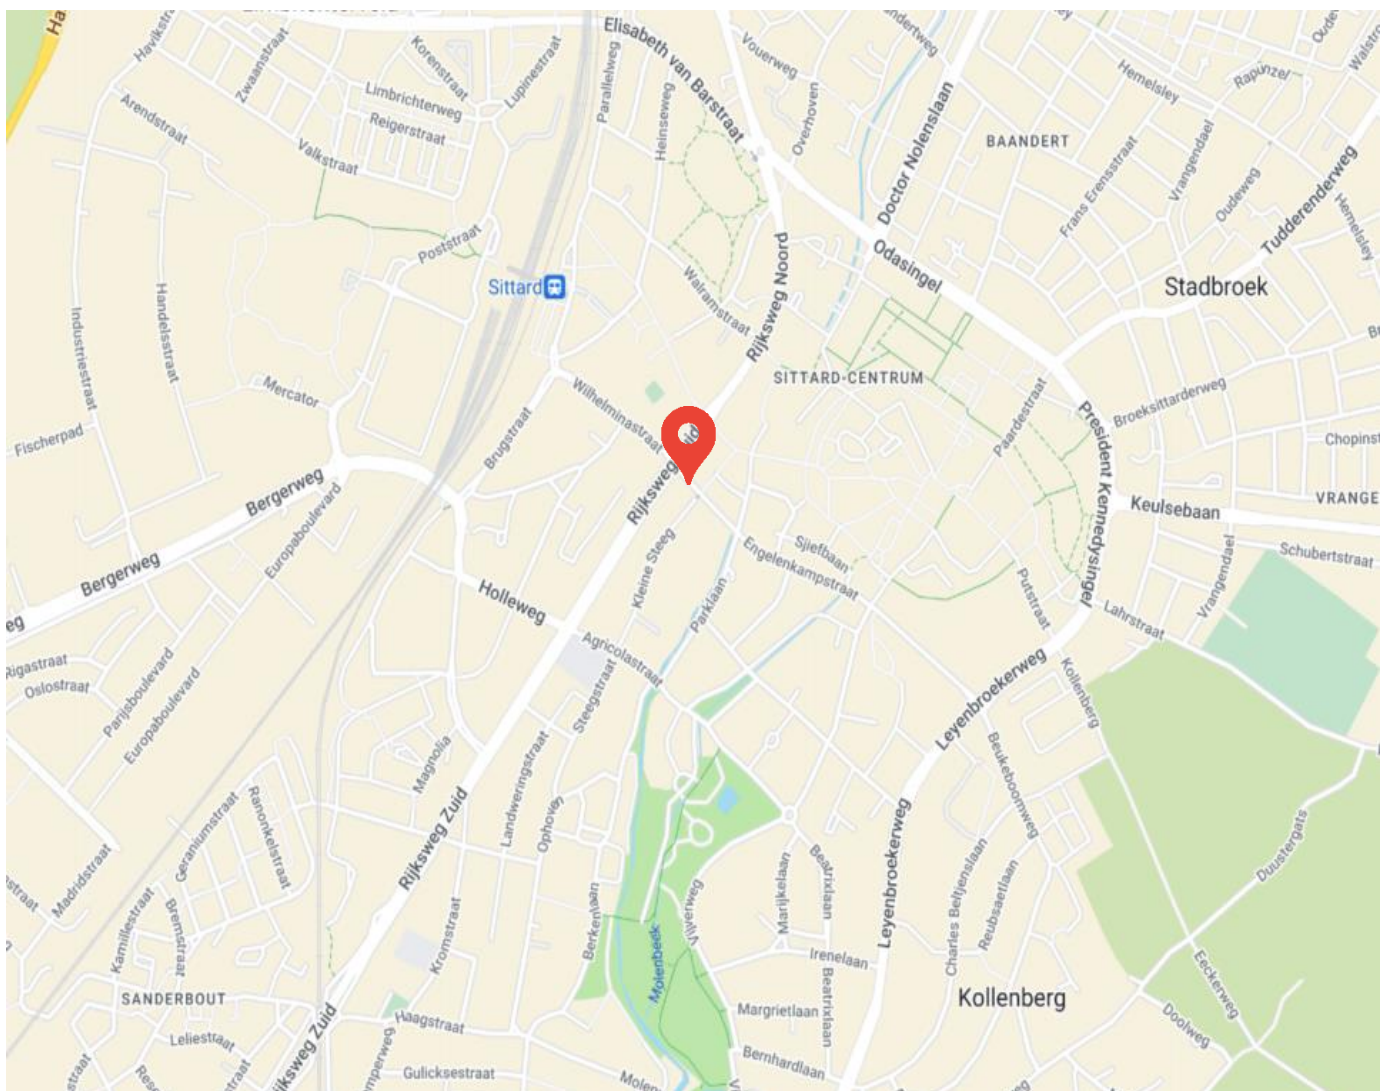 Elisabeth van Barstraat
Havikstraat
Zwaanstraat
Korenstraat
Lupinestraat
Parallelweg
Heinseweg
Vouerweg
Overhoven
Doctor Nolenslaan
Hemelsley
Rapunzel
BAANDERT
Arendstraat
Limbrichterweg
Reigerstraat
Valkstraat
Frans Erensstraat
Vrangendael
Oudeweg
Tudderenderweg
Hemelsley
Poststraat
Sittard
Walramstraat
Rijksweg Noord
Odasingel
Stadbroek
Industriestraat
Handelsstraat
SITTARD-CENTRUM
Mercator
Wilhelminastraat
Brugstraat
Paardestraat
Broeksittarderweg
President Kennedysingel
Fischerpad
Bergerweg
Europaboulevard
Rijksweg
Keulsebaan
VRANGE
Schubertstraat
Bergerweg
Kleine Steeg
Sjiefbaan
Engelenkampstraat
Putstraat
Vrangendael
Lahrstraat
Holleweg
Parklaan
Agricolastraat
Rigastraat
Oslostraat
Parijsboulevard
Europaboulevard
Steegstraat
Leyenbroekerweg
Kollenberg
Magnolia
Landweringstraat
Beukeboomweg
Rijksweg Zuid
Ophoven
Geraniumstraat
Ranonkelstraat
Madridstraat
Leyenbroekerweg
Duustergats
Kamillestraat
Bremstraat
Kromstraat
Berkenlaan
Vijverweg
Marijkelaan
Beatrixlaan
Charles Beltjenslaan
Reubsaetlaan
Molenbeek
Irenelaan
Beatrixlaan
Eeckerweg
SANDERBOUT
Kollenberg
Margrietlaan
Doolweg
Leliestraat
Haagstraat
Bernhardlaan
Gulicksestraat